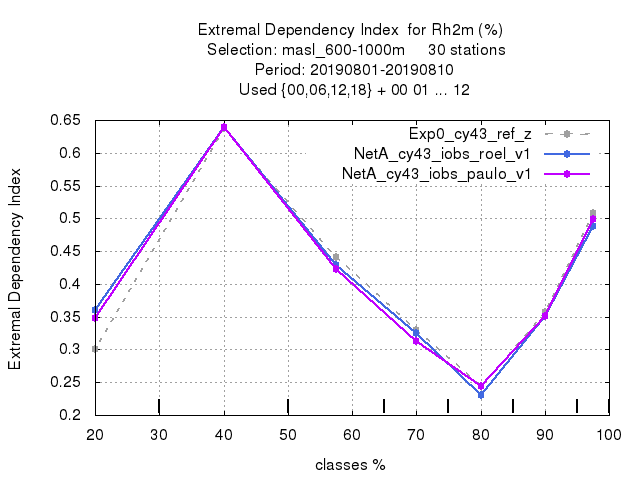 Extremal Dependency Index  for Rh2m (%)
Selection: masl_600-1000m     30 stations
Period: 20190801-20190810
Used {00,06,12,18} + 00 01 ... 12
Exp0_cy43_ref_z
NetA_cy43_iobs_roel_v1
NetA_cy43_iobs_paulo_v1
Extremal Dependency Index
0.65
0.6
0.55
0.5
0.45
0.4
0.35
0.3
0.25
0.2
20 30 40 50 60 70 80 90 100
classes %